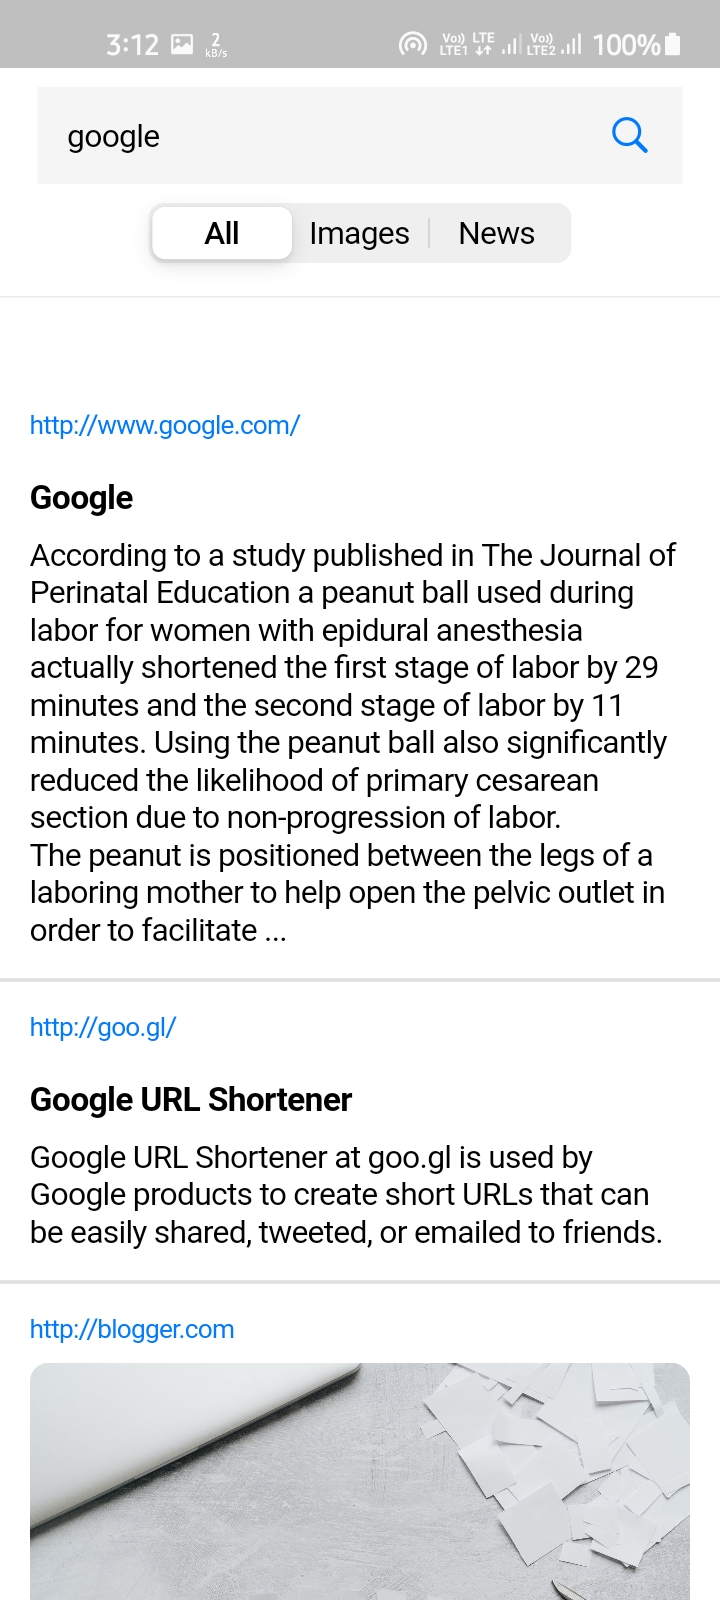 3:12 2 kB/s Vo)) LTE1 LTE Vo)) LTE2 100%
google
All Images News
http://www.google.com/
Google
According to a study published in The Journal of
Perinatal Education a peanut ball used during
labor for women with epidural anesthesia
actually shortened the first stage of labor by 29
minutes and the second stage of labor by 11
minutes. Using the peanut ball also significantly
reduced the likelihood of primary cesarean
section due to non-progression of labor.
The peanut is positioned between the legs of a
laboring mother to help open the pelvic outlet in
order to facilitate ...
http://goo.gl/
Google URL Shortener
Google URL Shortener at goo.gl is used by
Google products to create short URLs that can
be easily shared, tweeted, or emailed to friends.
http://blogger.com